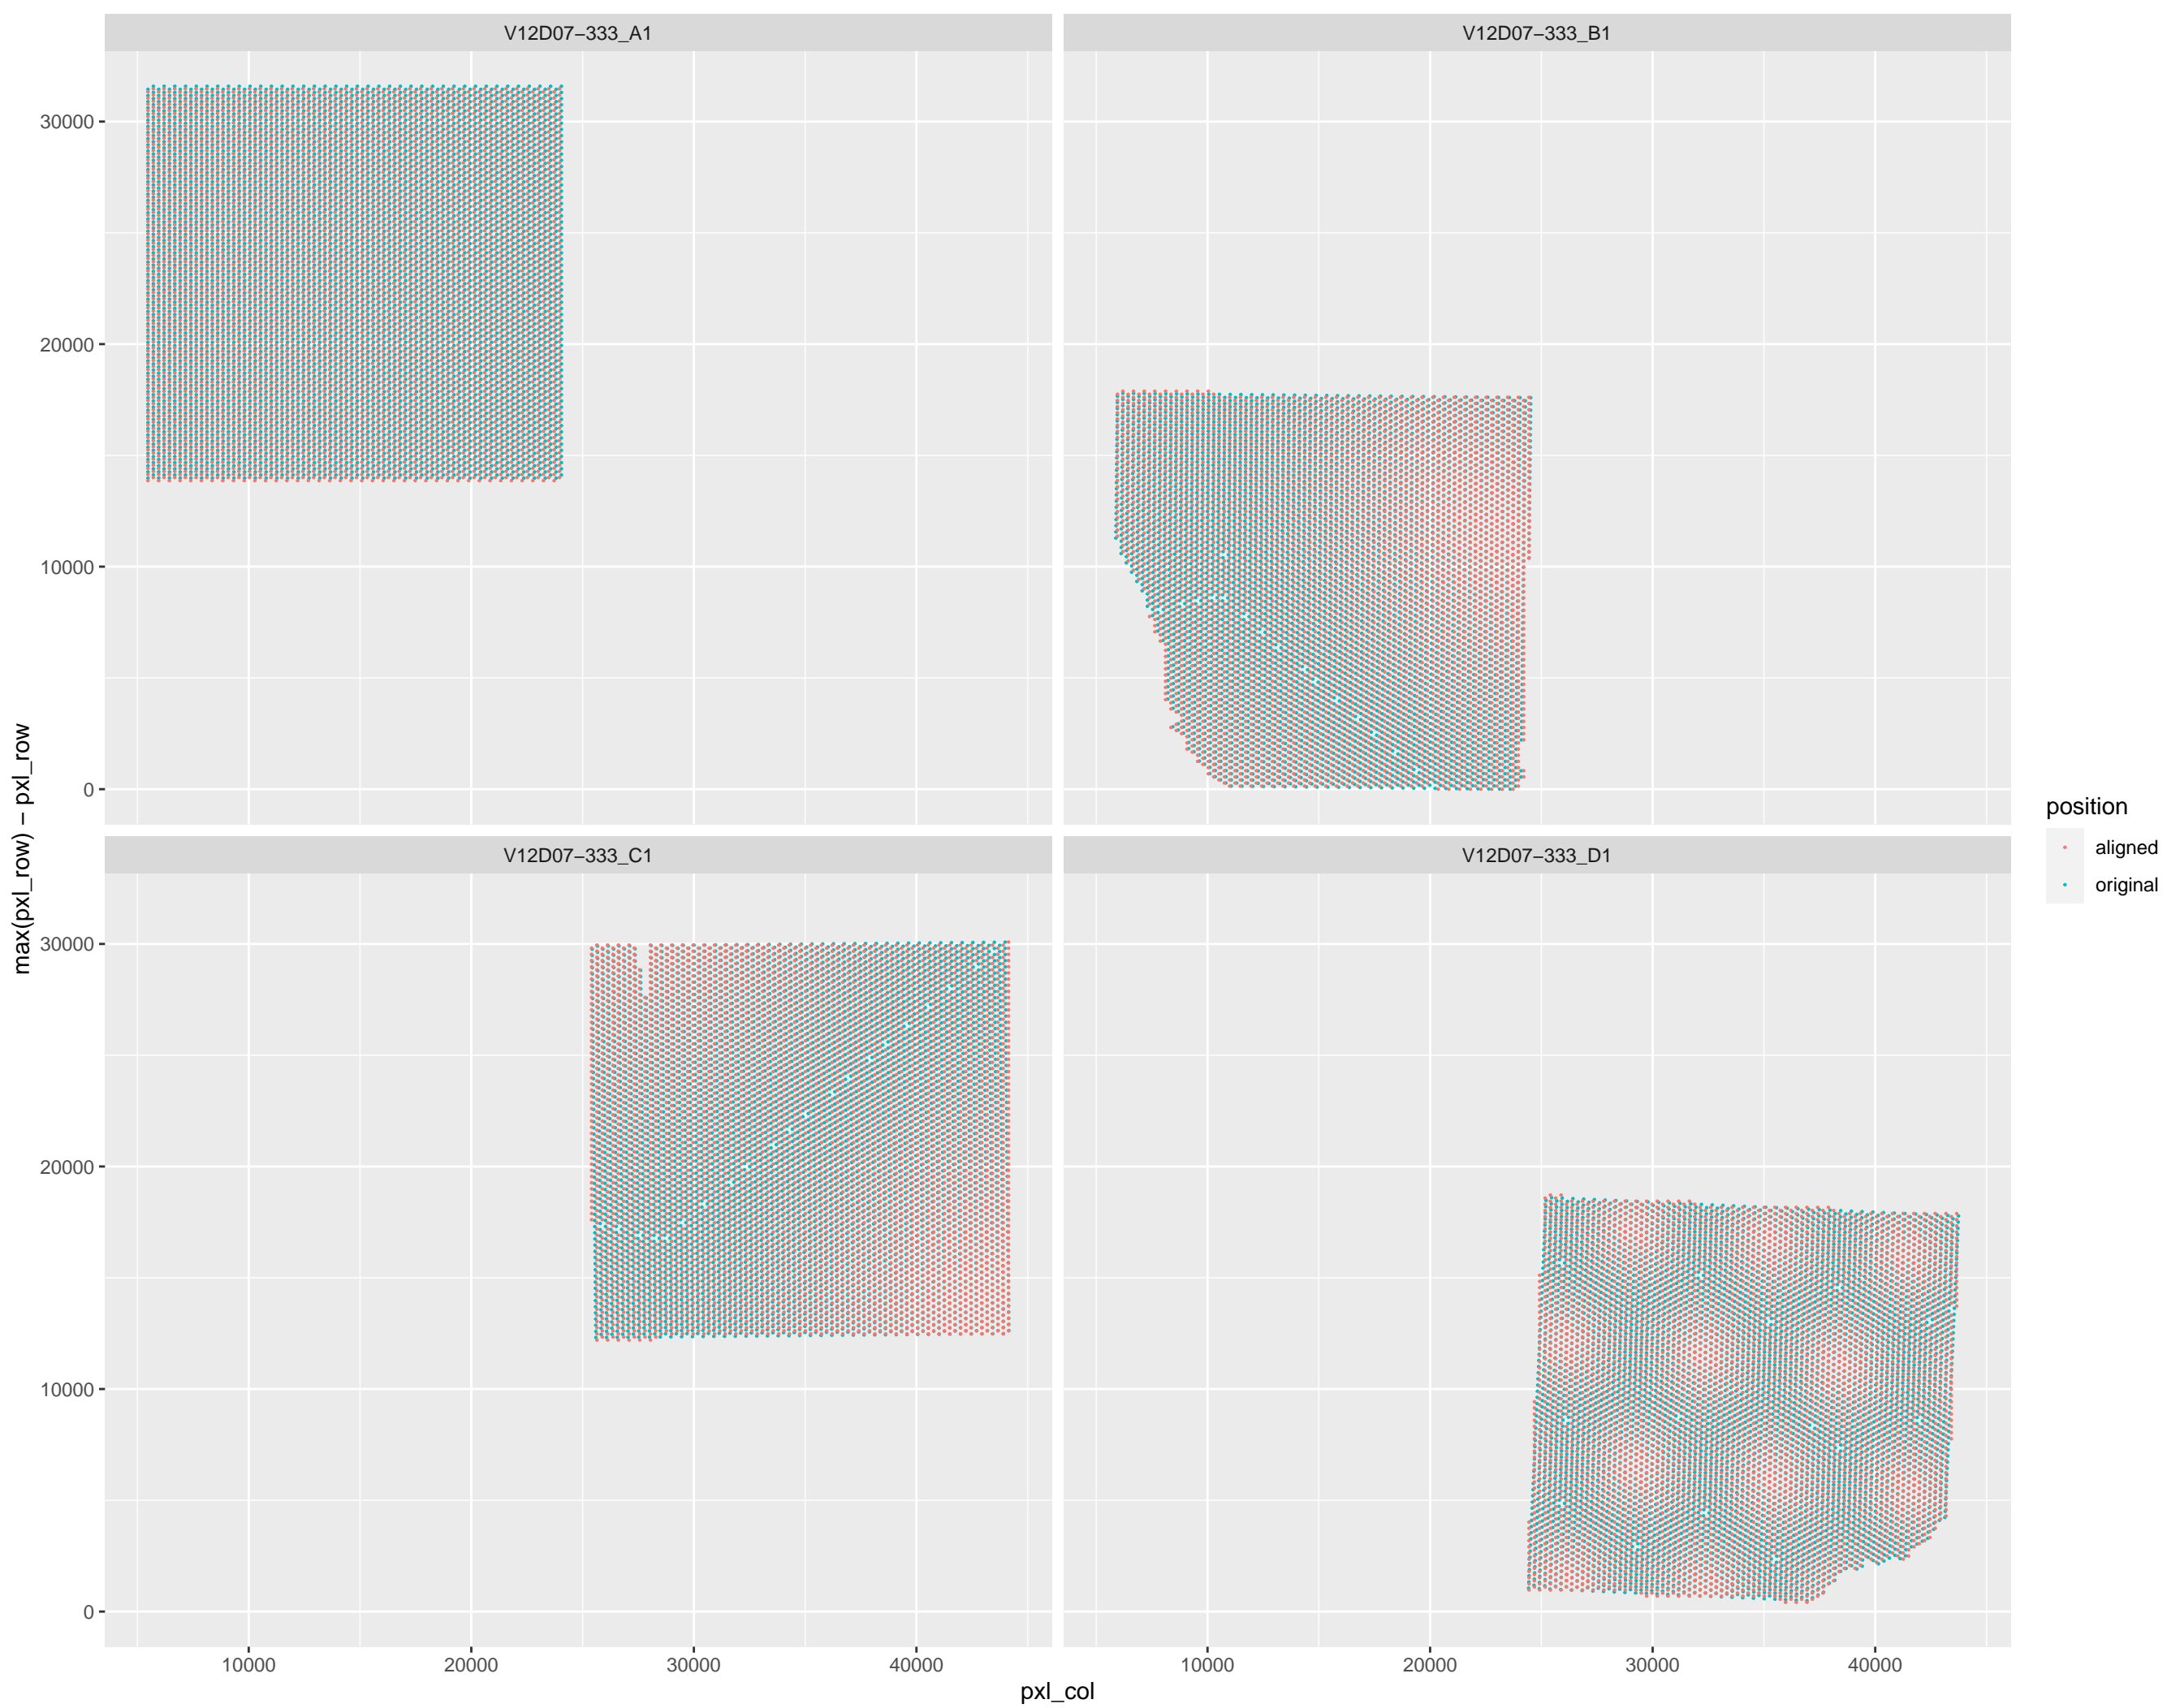 V12D07−333_A1
V12D07−333_B1
30000
20000
10000
0
V12D07−333_C1
V12D07−333_D1
30000
20000
10000
0
10000 20000 30000 40000
10000 20000 30000 40000
pxl_col
max(pxl_row) − pxl_row
position
aligned
original